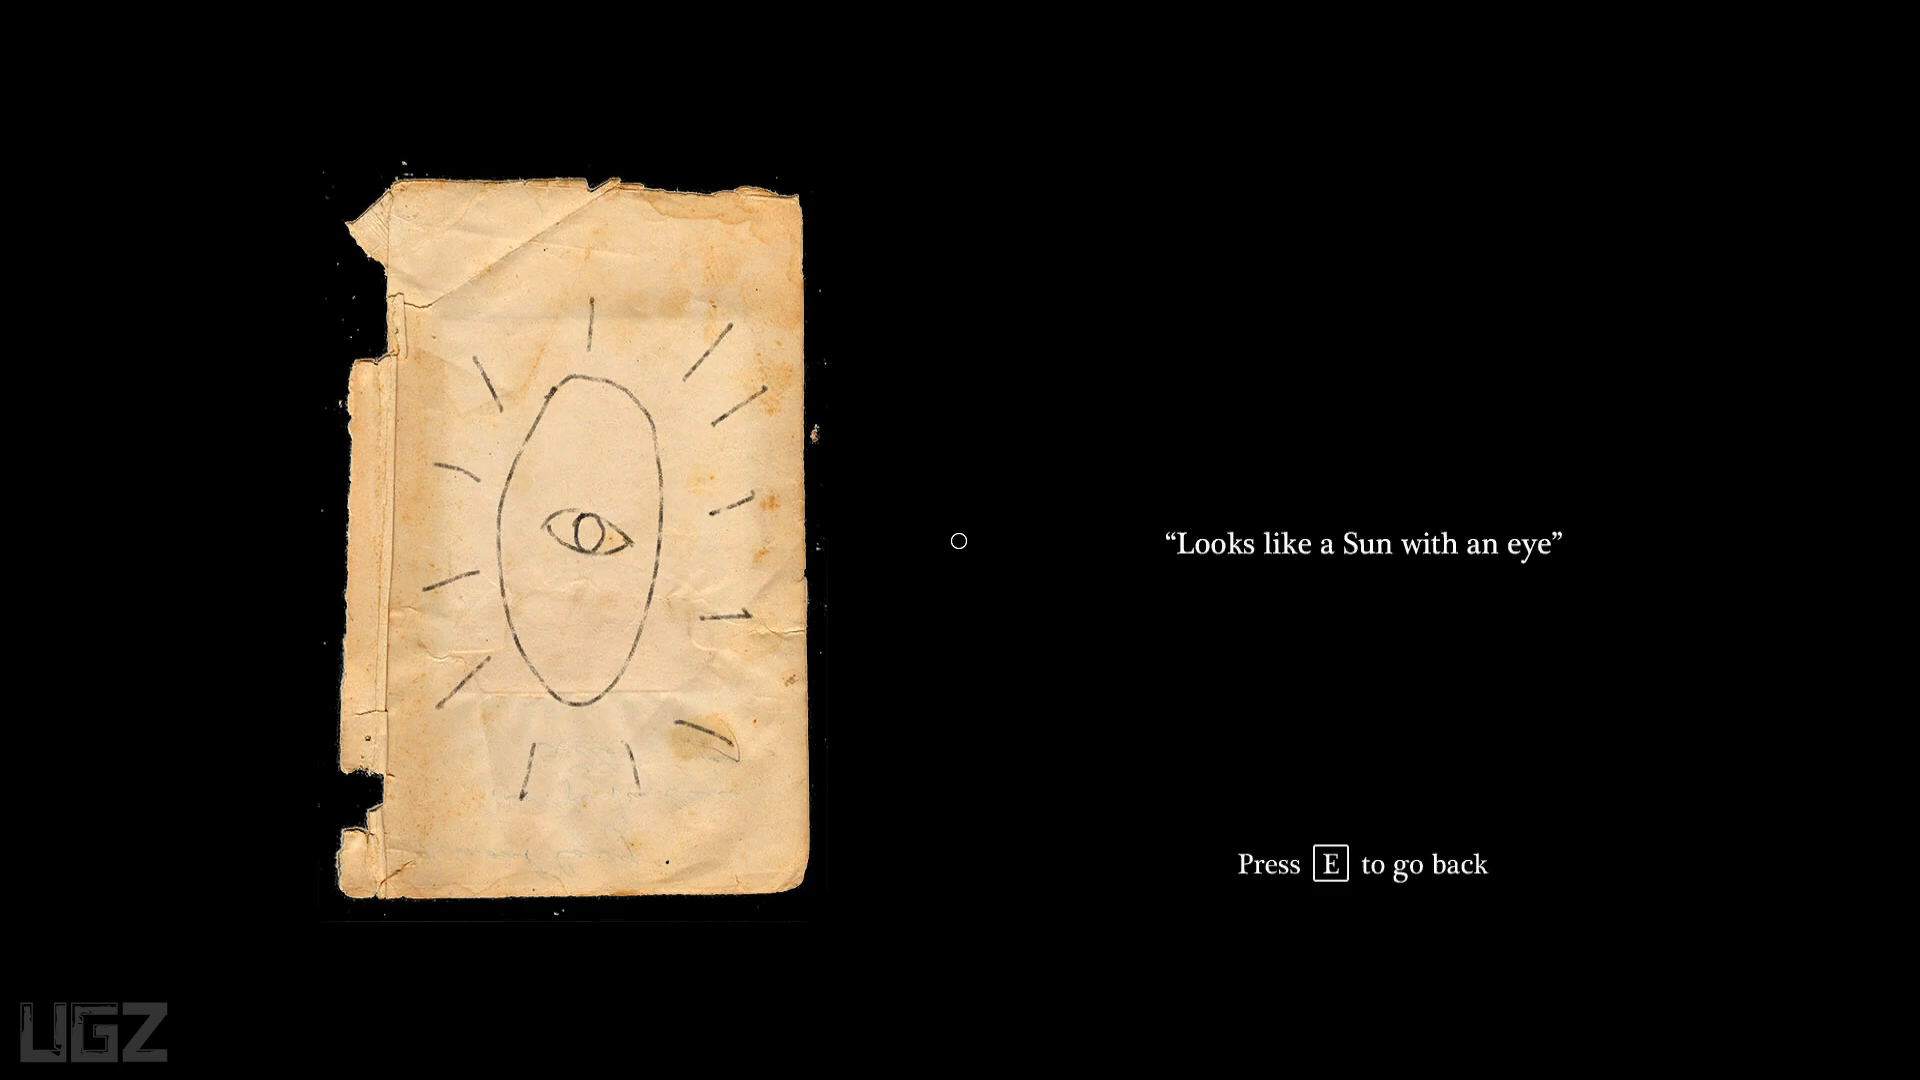 “Looks like a Sun with an eye”
Press E to go back
UGZ